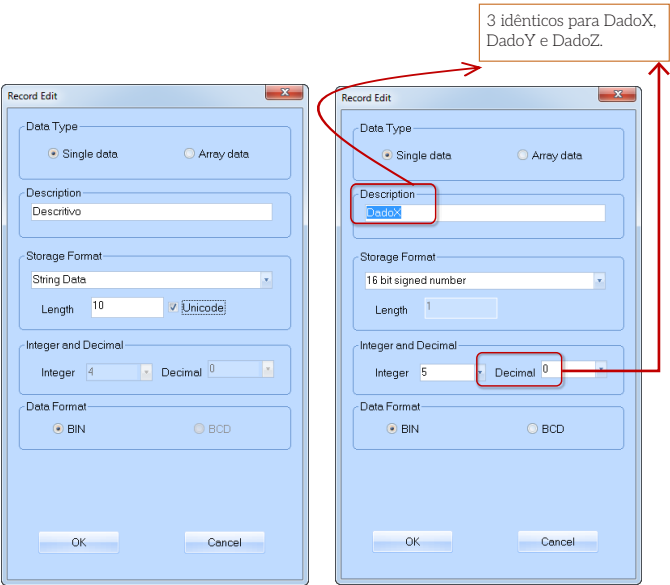 3 idênticos para DadoX,
DadoY e DadoZ.
Record Edit
Data Type
Single data
Array data
Description
Descritivo
Storage Format
String Data
Length
10
Unicode
Integer and Decimal
Integer
4
Decimal
0
Data Format
BIN
BCD
OK
Cancel
Record Edit
Data Type
Single data
Array data
Description
DadoX
Storage Format
16 bit signed number
Length
1
Integer and Decimal
Integer
5
Decimal
0
Data Format
BIN
BCD
OK
Cancel